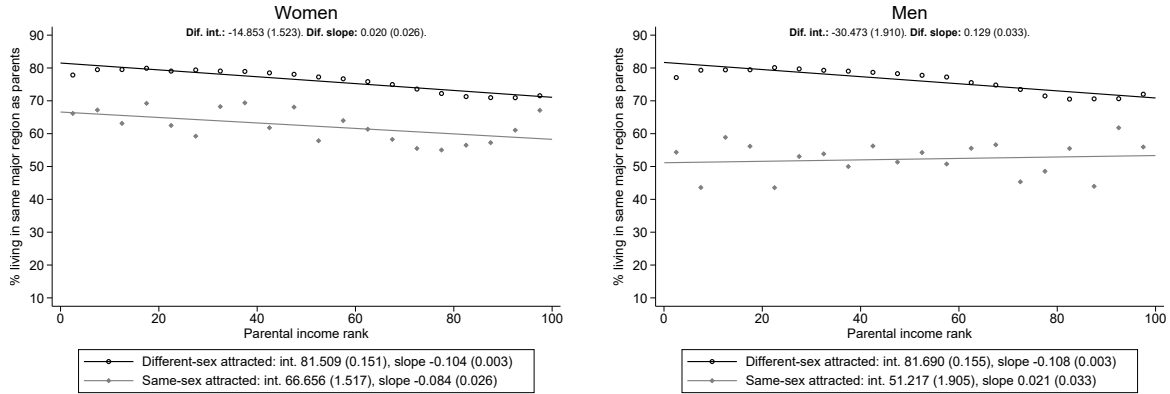 Women
Dif. int.: -14.853 (1.523). Dif. slope: 0.020 (0.026).
% living in same major region as parents
90
80
70
60
50
40
30
20
10
0 20 40 60 80 100
Parental income rank
Different-sex attracted: int. 81.509 (0.151), slope -0.104 (0.003)
Same-sex attracted: int. 66.656 (1.517), slope -0.084 (0.026)
Men
Dif. int.: -30.473 (1.910). Dif. slope: 0.129 (0.033).
% living in same major region as parents
90
80
70
60
50
40
30
20
10
0 20 40 60 80 100
Parental income rank
Different-sex attracted: int. 81.690 (0.155), slope -0.108 (0.003)
Same-sex attracted: int. 51.217 (1.905), slope 0.021 (0.033)